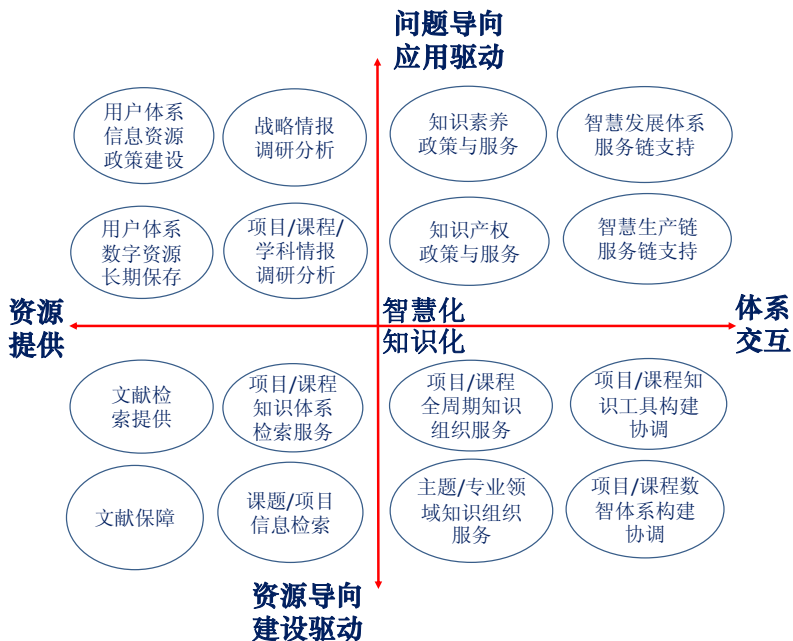 问题导向
应用驱动
用户体系
信息资源
政策建设
战略情报
调研分析
知识素养
政策与服务
智慧发展体系
服务链支持
用户体系
数字资源
长期保存
项目/课程/
学科情报
调研分析
知识产权
政策与服务
智慧生产链
服务链支持
资源
提供
智慧化
知识化
体系
交互
文献检
索提供
项目/课程
知识体系
检索服务
项目/课程
全周期知识
组织服务
项目/课程知
识工具构建
协调
文献保障
课题/项目
信息检索
主题/专业领
域知识组织
服务
项目/课程数
智体系构建
协调
资源导向
建设驱动